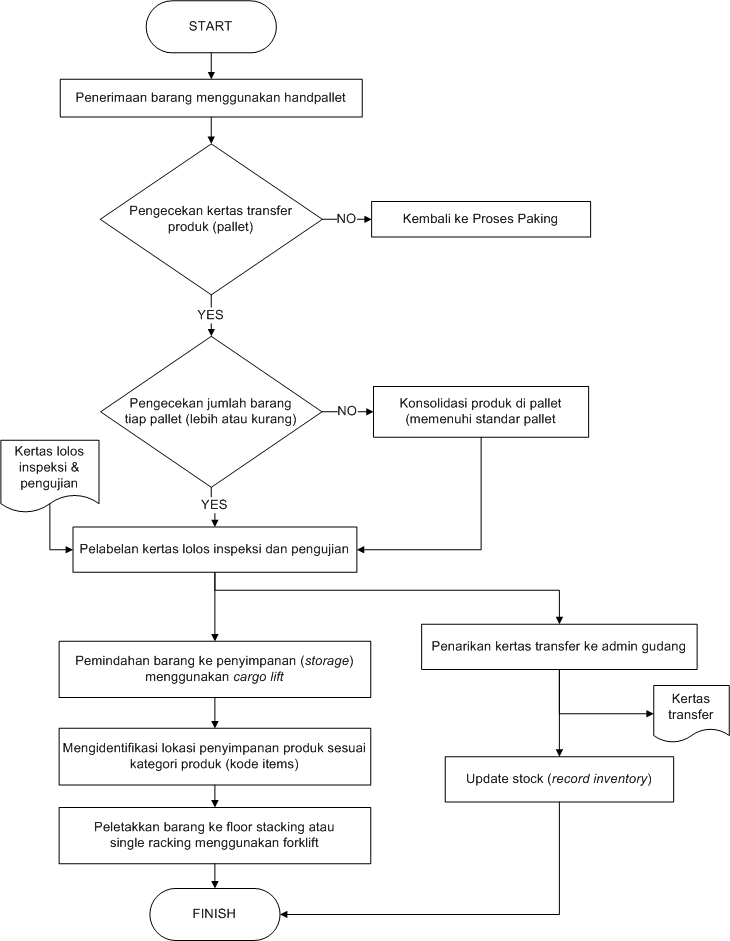 START
Penerimaan barang menggunakan handpallet
Pengecekan kertas transfer
produk (pallet)
NO
Kembali ke Proses Paking
YES
Pengecekan jumlah barang
tiap pallet (lebih atau kurang)
NO
Konsolidasi produk di pallet
(memenuhi standar pallet
Kertas lolos
inspeksi &
pengujian
YES
Pelabelan kertas lolos inspeksi dan pengujian
Penarikan kertas transfer ke admin gudang
Pemindahan barang ke penyimpanan (storage)
menggunakan cargo lift
Kertas
transfer
Mengidentifikasi lokasi penyimpanan produk sesuai
kategori produk (kode items)
Update stock (record inventory)
Peletakkan barang ke floor stacking atau
single racking menggunakan forklift
FINISH